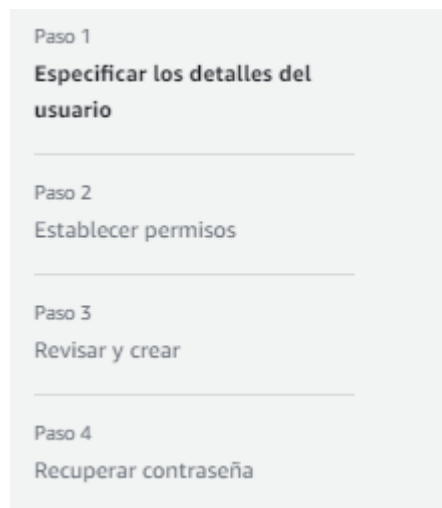 Paso 1
Especificar los detalles del
usuario
Paso 2
Establecer permisos
Paso 3
Revisar y crear
Paso 4
Recuperar contraseña